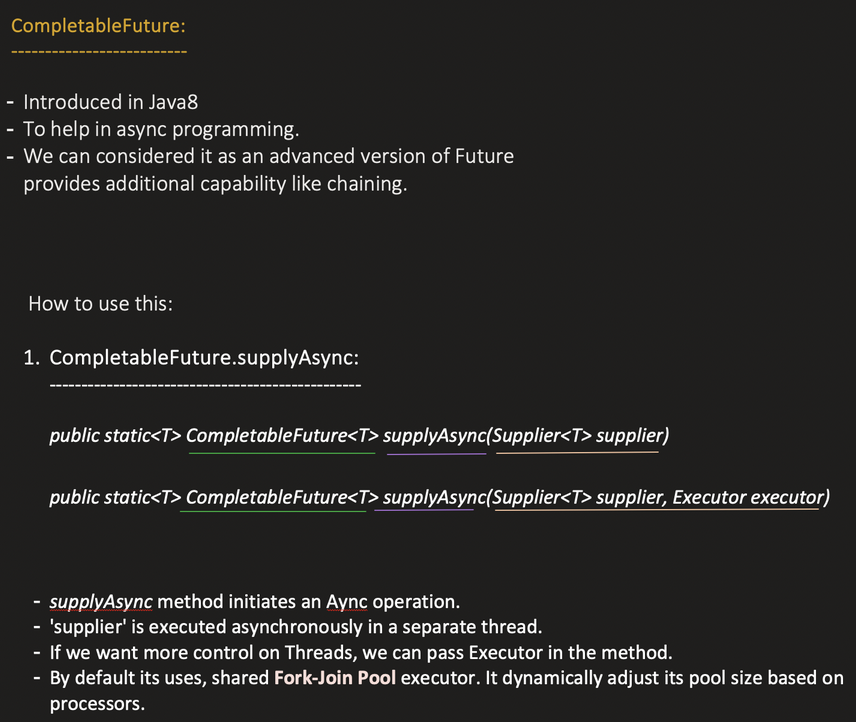 CompletableFuture:
--------------------------
- Introduced in Java8
- To help in async programming.
- We can considered it as an advanced version of Future
provides additional capability like chaining.
How to use this:
1. CompletableFuture.supplyAsync:
-------------------------------------------------
public static<T> CompletableFuture<T> supplyAsync(Supplier<T> supplier)
public static<T> CompletableFuture<T> supplyAsync(Supplier<T> supplier, Executor executor)
- supplyAsync method initiates an Aync operation.
- 'supplier' is executed asynchronously in a separate thread.
- If we want more control on Threads, we can pass Executor in the method.
- By default its uses, shared Fork-Join Pool executor. It dynamically adjust its pool size based on
processors.